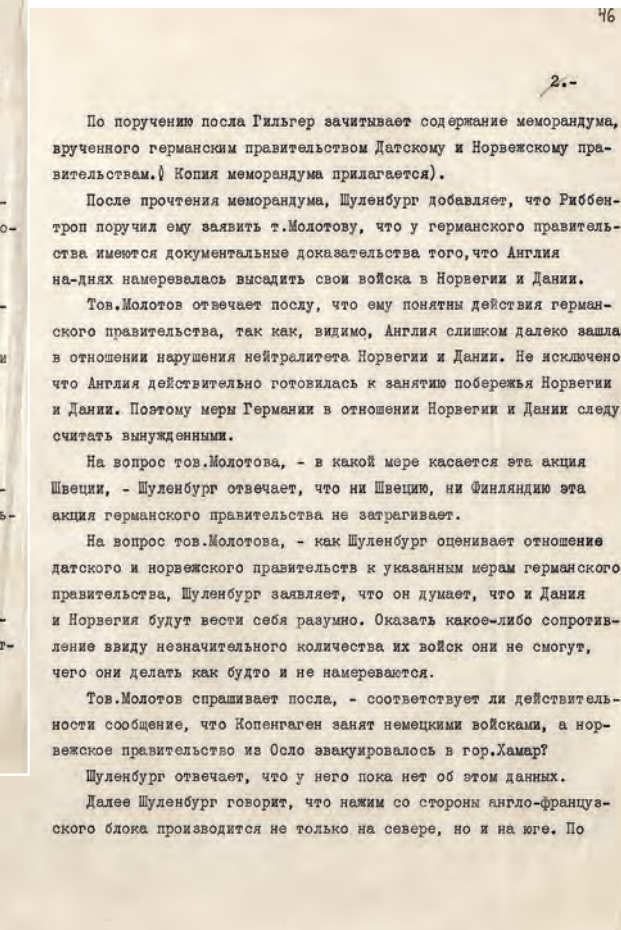 46
2.-
По поручению посла Гильгер зачитывает содержание меморандума,
врученного германским правительством Датскому и Норвежскому пра-
вительствам.( Копия меморандума прилагается).
После прочтения меморандума, Шуленбург добавляет, что Риббен-
троп поручил ему заявить т.Молотову, что у германского правитель-
ства имеются документальные доказательства того,что Англия
на-днях намеревалась высадить свои войска в Норвегии и Дании.
Тов.Молотов отвечает послу, что ему понятны действия герман-
ского правительства, так как, видимо, Англия слишком далеко зашла
в отношении нарушения нейтралитета Норвегии и Дании. Не исключено
что Англия действительно готовилась к занятию побережья Норвегии
и Дании. Поэтому меры Германии в отношении Норвегии и Дании следу
считать вынужденными.
На вопрос тов.Молотова, - в какой мере касается эта акция
Швеции, - Шуленбург отвечает, что ни Швецию, ни Финляндию эта
акция германского правительства не затрагивает.
На вопрос тов.Молотова, - как Шуленбург оценивает отношение
датского и норвежского правительств к указанным мерам германского
правительства, Шуленбург заявляет, что он думает, что и Дания
и Норвегия будут вести себя разумно. Оказать какое-либо сопротив-
ление ввиду незначительного количества их войск они не смогут,
чего они делать как будто и не намереваются.
Тов.Молотов спрашивает посла, - соответствует ли действитель-
ности сообщение, что Копенгаген занят немецкими войсками, а нор-
вежское правительство из Осло эвакуировалось в гор.Хамар?
Шуленбург отвечает, что у него пока нет об этом данных.
Далее Шуленбург говорит, что нажим со стороны англо-француз-
ского блока производится не только на севере, но и на юге. По